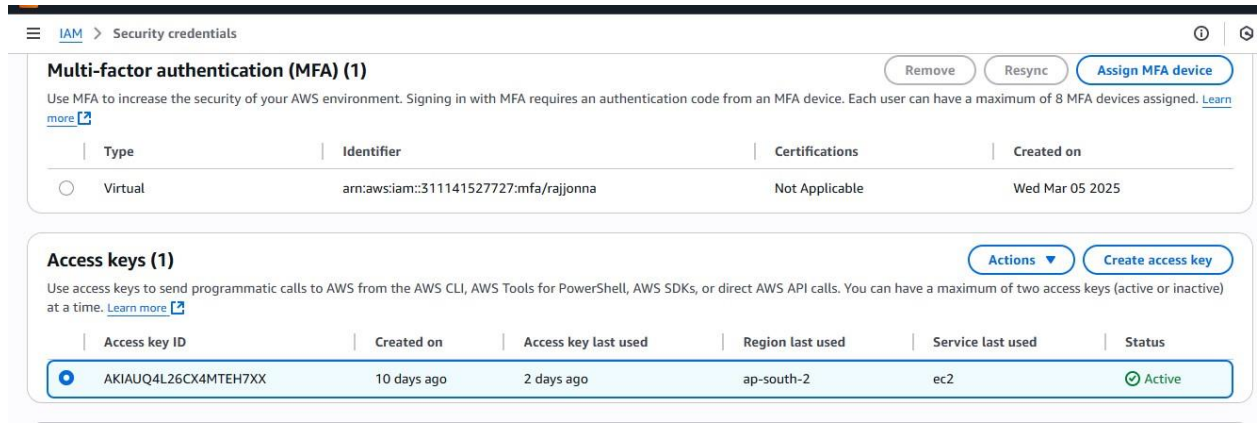 IAM > Security credentials
Multi-factor authentication (MFA) (1)
Remove
Resync
Assign MFA device
Use MFA to increase the security of your AWS environment. Signing in with MFA requires an authentication code from an MFA device. Each user can have a maximum of 8 MFA devices assigned. Learn
more
Type Identifier Certifications Created on
Virtual arn:aws:iam::311141527727:mfa/rajjonna Not Applicable Wed Mar 05 2025
Access keys (1)
Actions
Create access key
Use access keys to send programmatic calls to AWS from the AWS CLI, AWS Tools for PowerShell, AWS SDKs, or direct AWS API calls. You can have a maximum of two access keys (active or inactive)
at a time. Learn more
Access key ID Created on Access key last used Region last used Service last used Status
AKIAUQ4L26CX4MTEH7XX 10 days ago 2 days ago ap-south-2 ec2 Active